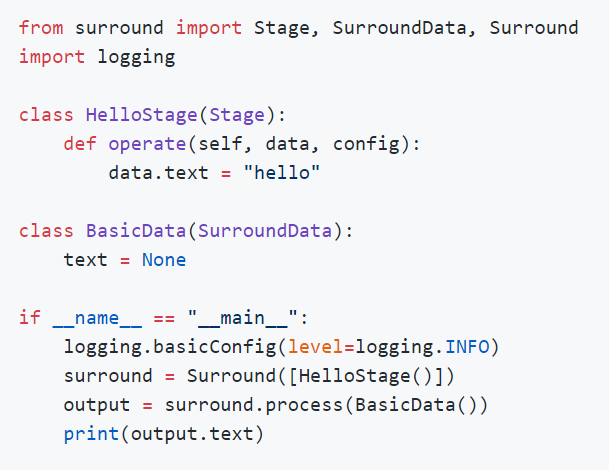 from surround import Stage, SurroundData, Surround
import logging

class HelloStage(Stage):
    def operate(self, data, config):
        data.text = "hello"

class BasicData(SurroundData):
    text = None

if __name__ == "__main__":
    logging.basicConfig(level=logging.INFO)
    surround = Surround([HelloStage()])
    output = surround.process(BasicData())
    print(output.text)